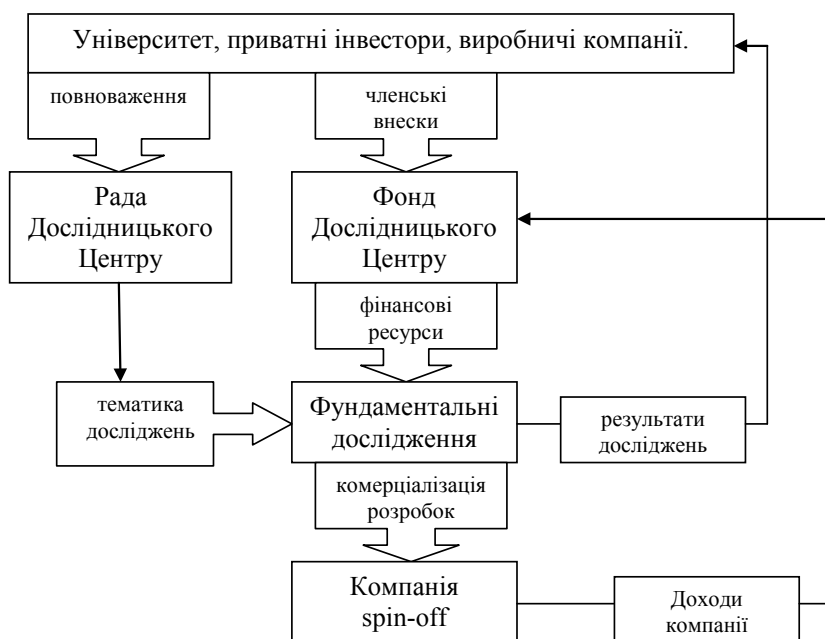 Університет, приватні інвестори, виробничі компанії.
повноваження
членські
внески
Рада
Дослідницького
Центру
Фонд
Дослідницького
Центру
фінансові
ресурси
тематика
досліджень
Фундаментальні
дослідження
результати
досліджень
комерціалізація
розробок
Компанія
spin-off
Доходи
компанії